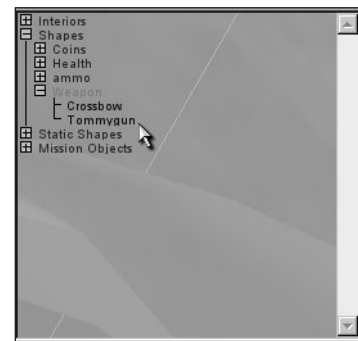 Interiors
Shapes
Coins
Health
ammo
Weapon
Crossbow
Tommygun
Static Shapes
Mission Objects